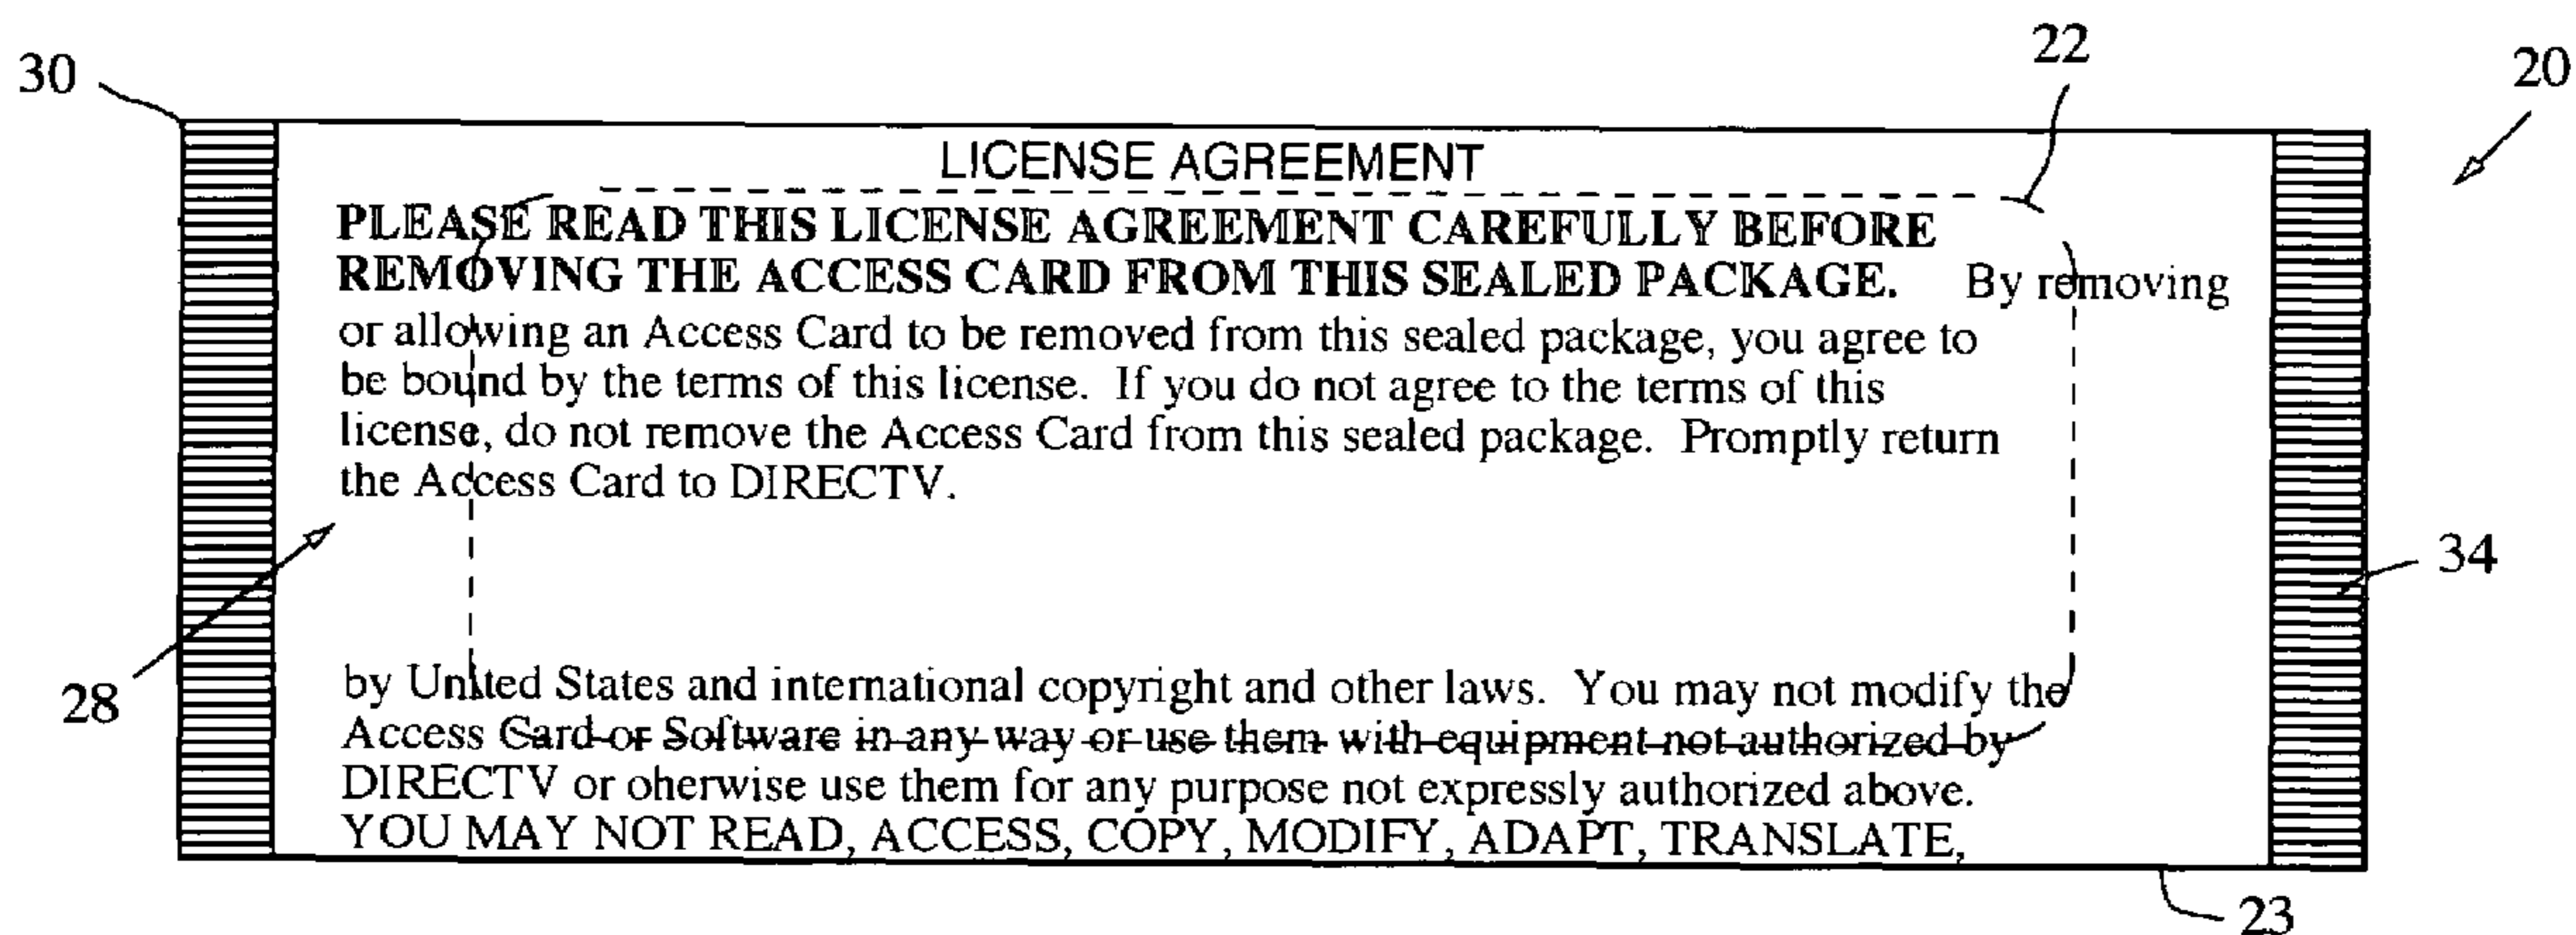 22
20
30
LICENSE AGREEMENT
PLEASE READ THIS LICENSE AGREEMENT CAREFULLY BEFORE
REMOVING THE ACCESS CARD FROM THIS SEALED PACKAGE. By removing
or allowing an Access Card to be removed from this sealed package, you agree to
be bound by the terms of this license. If you do not agree to the terms of this
license, do not remove the Access Card from this sealed package. Promptly return
the Access Card to DIRECTV.
34
28
by United States and international copyright and other laws. You may not modify the
Access Card or Software in any way or use them with equipment not authorized by
DIRECTV or oherwise use them for any purpose not expressly authorized above.
YOU MAY NOT READ, ACCESS, COPY, MODIFY, ADAPT, TRANSLATE,
23